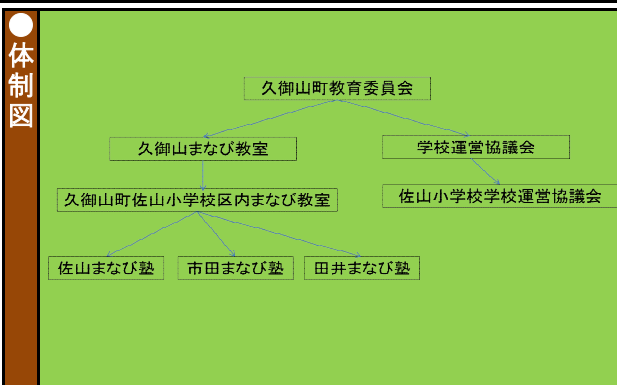 ●体制図
久御山町教育委員会
久御山まなび教室
学校運営協議会
久御山町佐山小学校区内まなび教室
佐山小学校学校運営協議会
佐山まなび塾
市田まなび塾
田井まなび塾